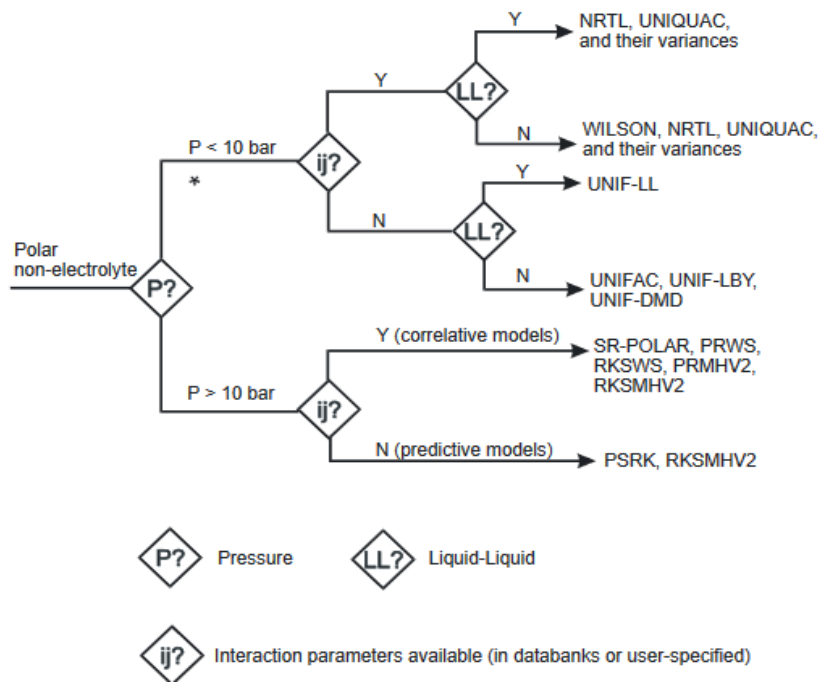 Y
NRTL, UNIQUAC,
and their variances
Y
LL?
P < 10 bar
N
WILSON, NRTL, UNIQUAC,
and their variances
ij?
*
Y
UNIF-LL
N
LL?
Polar
non-electrolyte
N
UNIFAC, UNIF-LBY,
UNIF-DMD
P?
Y (correlative models)
SR-POLAR, PRWS,
RKSWS, PRMHV2,
RKSMHV2
P > 10 bar
ij?
N (predictive models)
PSRK, RKSMHV2
P? Pressure
LL? Liquid-Liquid
ij? Interaction parameters available (in databanks or user-specified)